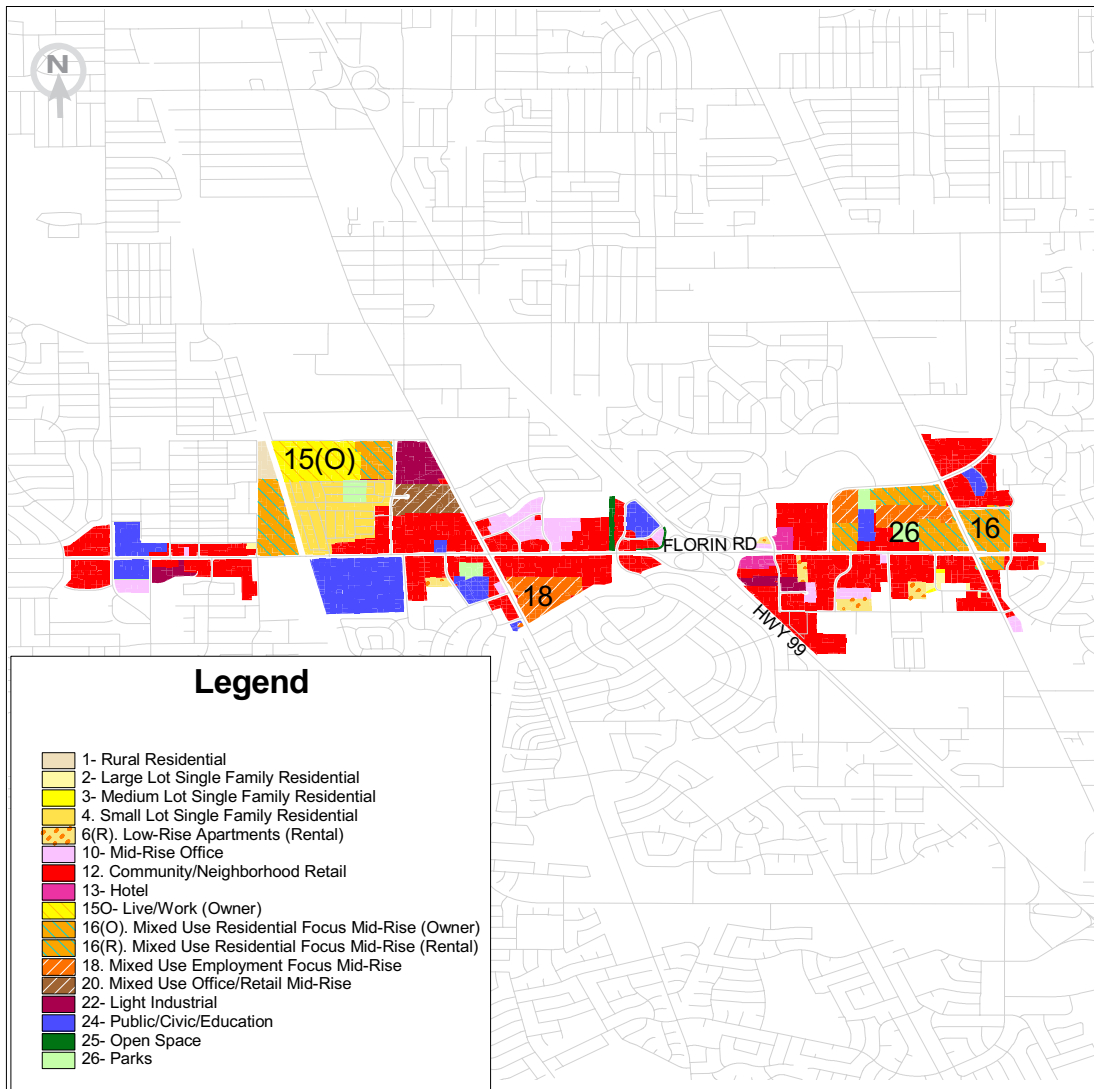 N
15(O)
26
16
FLORIN RD
18
HWY 99
Legend
1- Rural Residential
2- Large Lot Single Family Residential
3- Medium Lot Single Family Residential
4. Small Lot Single Family Residential
6(R). Low-Rise Apartments (Rental)
10- Mid-Rise Office
12. Community/Neighborhood Retail
13- Hotel
15O- Live/Work (Owner)
16(O). Mixed Use Residential Focus Mid-Rise (Owner)
16(R). Mixed Use Residential Focus Mid-Rise (Rental)
18. Mixed Use Employment Focus Mid-Rise
20. Mixed Use Office/Retail Mid-Rise
22- Light Industrial
24- Public/Civic/Education
25- Open Space
26- Parks